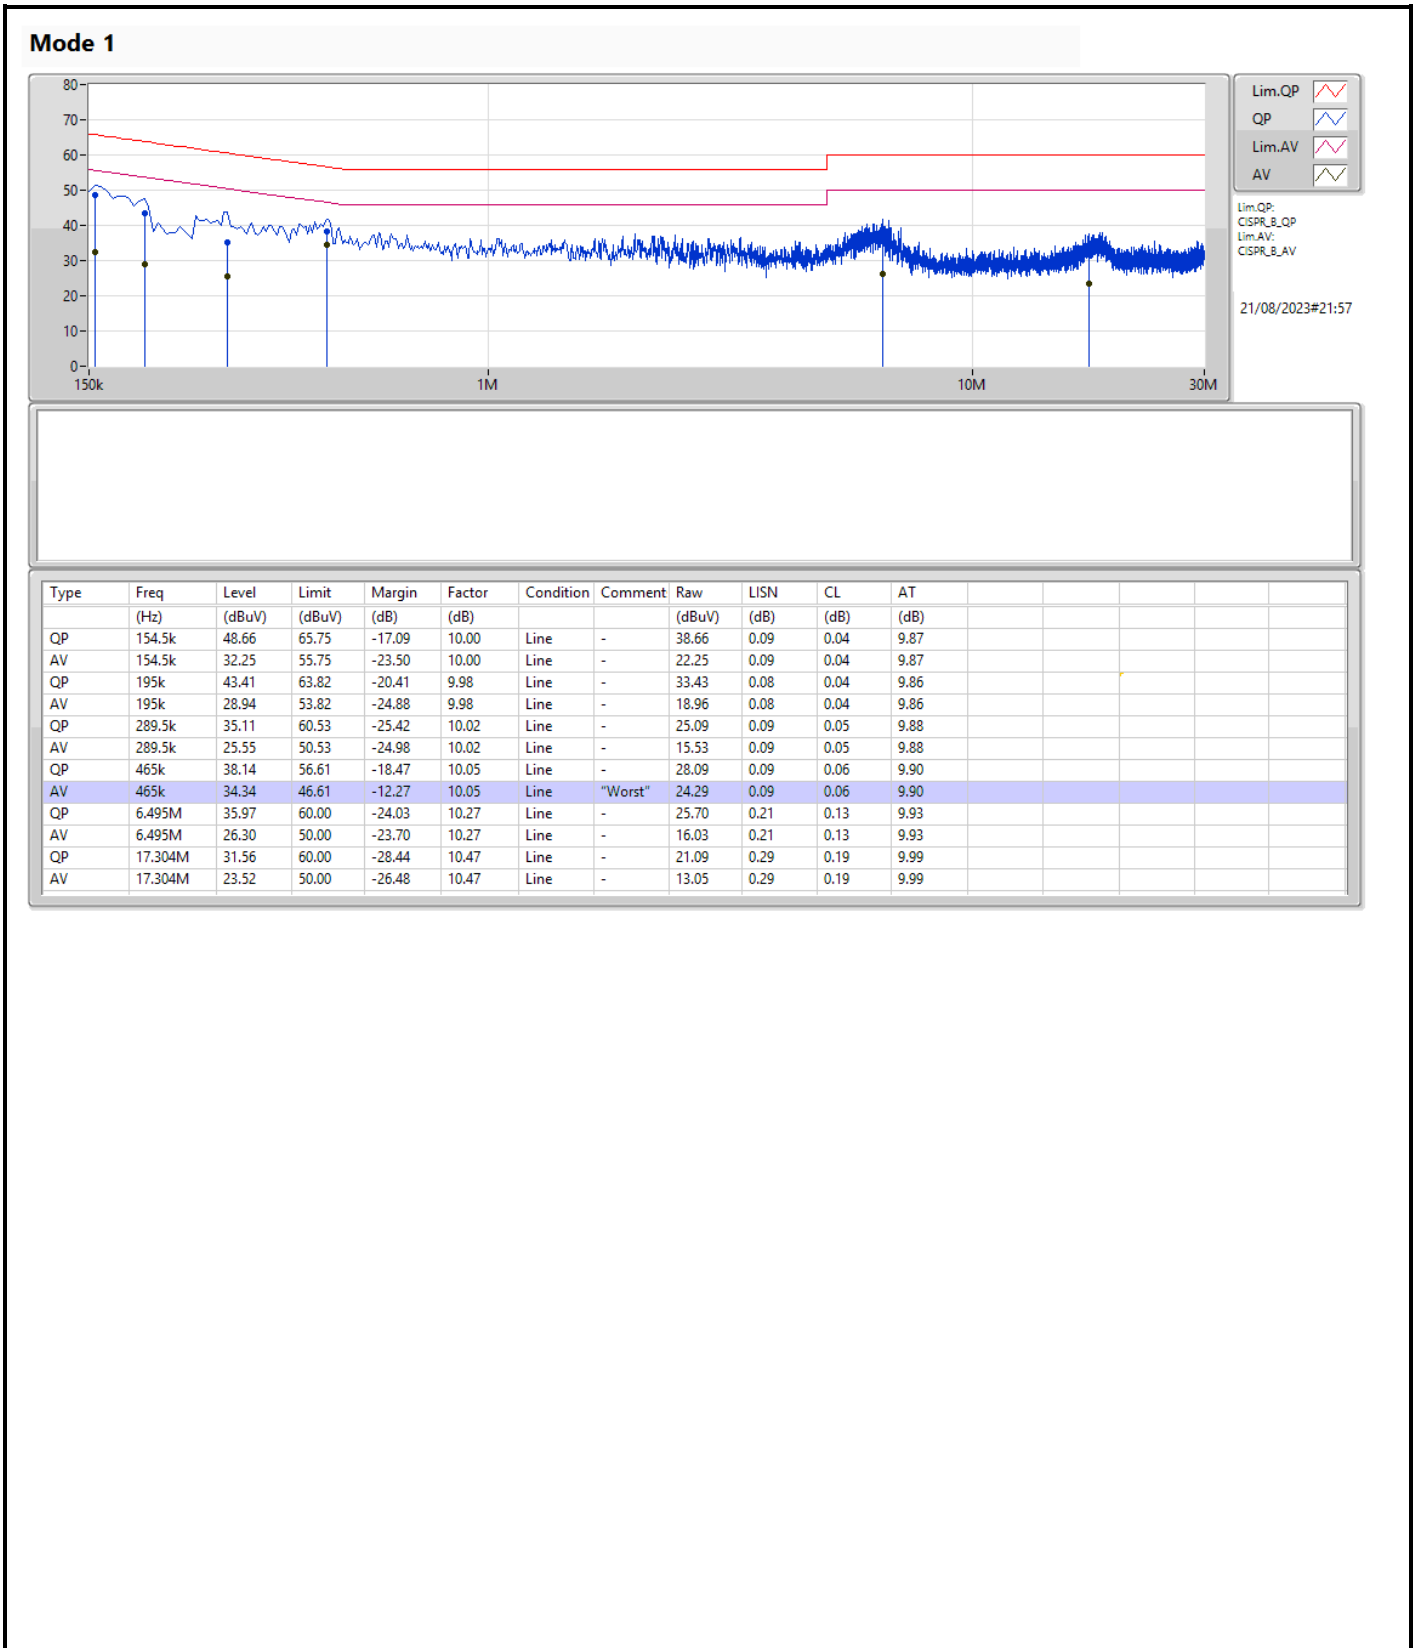 Mode 1
80
70
60
50
40
30
20
10
0
150k 1M 10M 30M
Lim.QP
QP
Lim.AV
AV
Lim.QP:
CISPR_B_QP
Lim.AV:
CISPR_B_AV
21/08/2023#21:57
Type Freq Level Limit Margin Factor Condition Comment Raw LISN CL AT
(Hz) (dBuV) (dBuV) (dB) (dB) (dBuV) (dB) (dB) (dB)
QP 154.5k 48.66 65.75 -17.09 10.00 Line - 38.66 0.09 0.04 9.87
AV 154.5k 32.25 55.75 -23.50 10.00 Line - 22.25 0.09 0.04 9.87
QP 195k 43.41 63.82 -20.41 9.98 Line - 33.43 0.08 0.04 9.86
AV 195k 28.94 53.82 -24.88 9.98 Line - 18.96 0.08 0.04 9.86
QP 289.5k 35.11 60.53 -25.42 10.02 Line - 25.09 0.09 0.05 9.88
AV 289.5k 25.55 50.53 -24.98 10.02 Line - 15.53 0.09 0.05 9.88
QP 465k 38.14 56.61 -18.47 10.05 Line - 28.09 0.09 0.06 9.90
AV 465k 34.34 46.61 -12.27 10.05 Line "Worst" 24.29 0.09 0.06 9.90
QP 6.495M 35.97 60.00 -24.03 10.27 Line - 25.70 0.21 0.13 9.93
AV 6.495M 26.30 50.00 -23.70 10.27 Line - 16.03 0.21 0.13 9.93
QP 17.304M 31.56 60.00 -28.44 10.47 Line - 21.09 0.29 0.19 9.99
AV 17.304M 23.52 50.00 -26.48 10.47 Line - 13.05 0.29 0.19 9.99